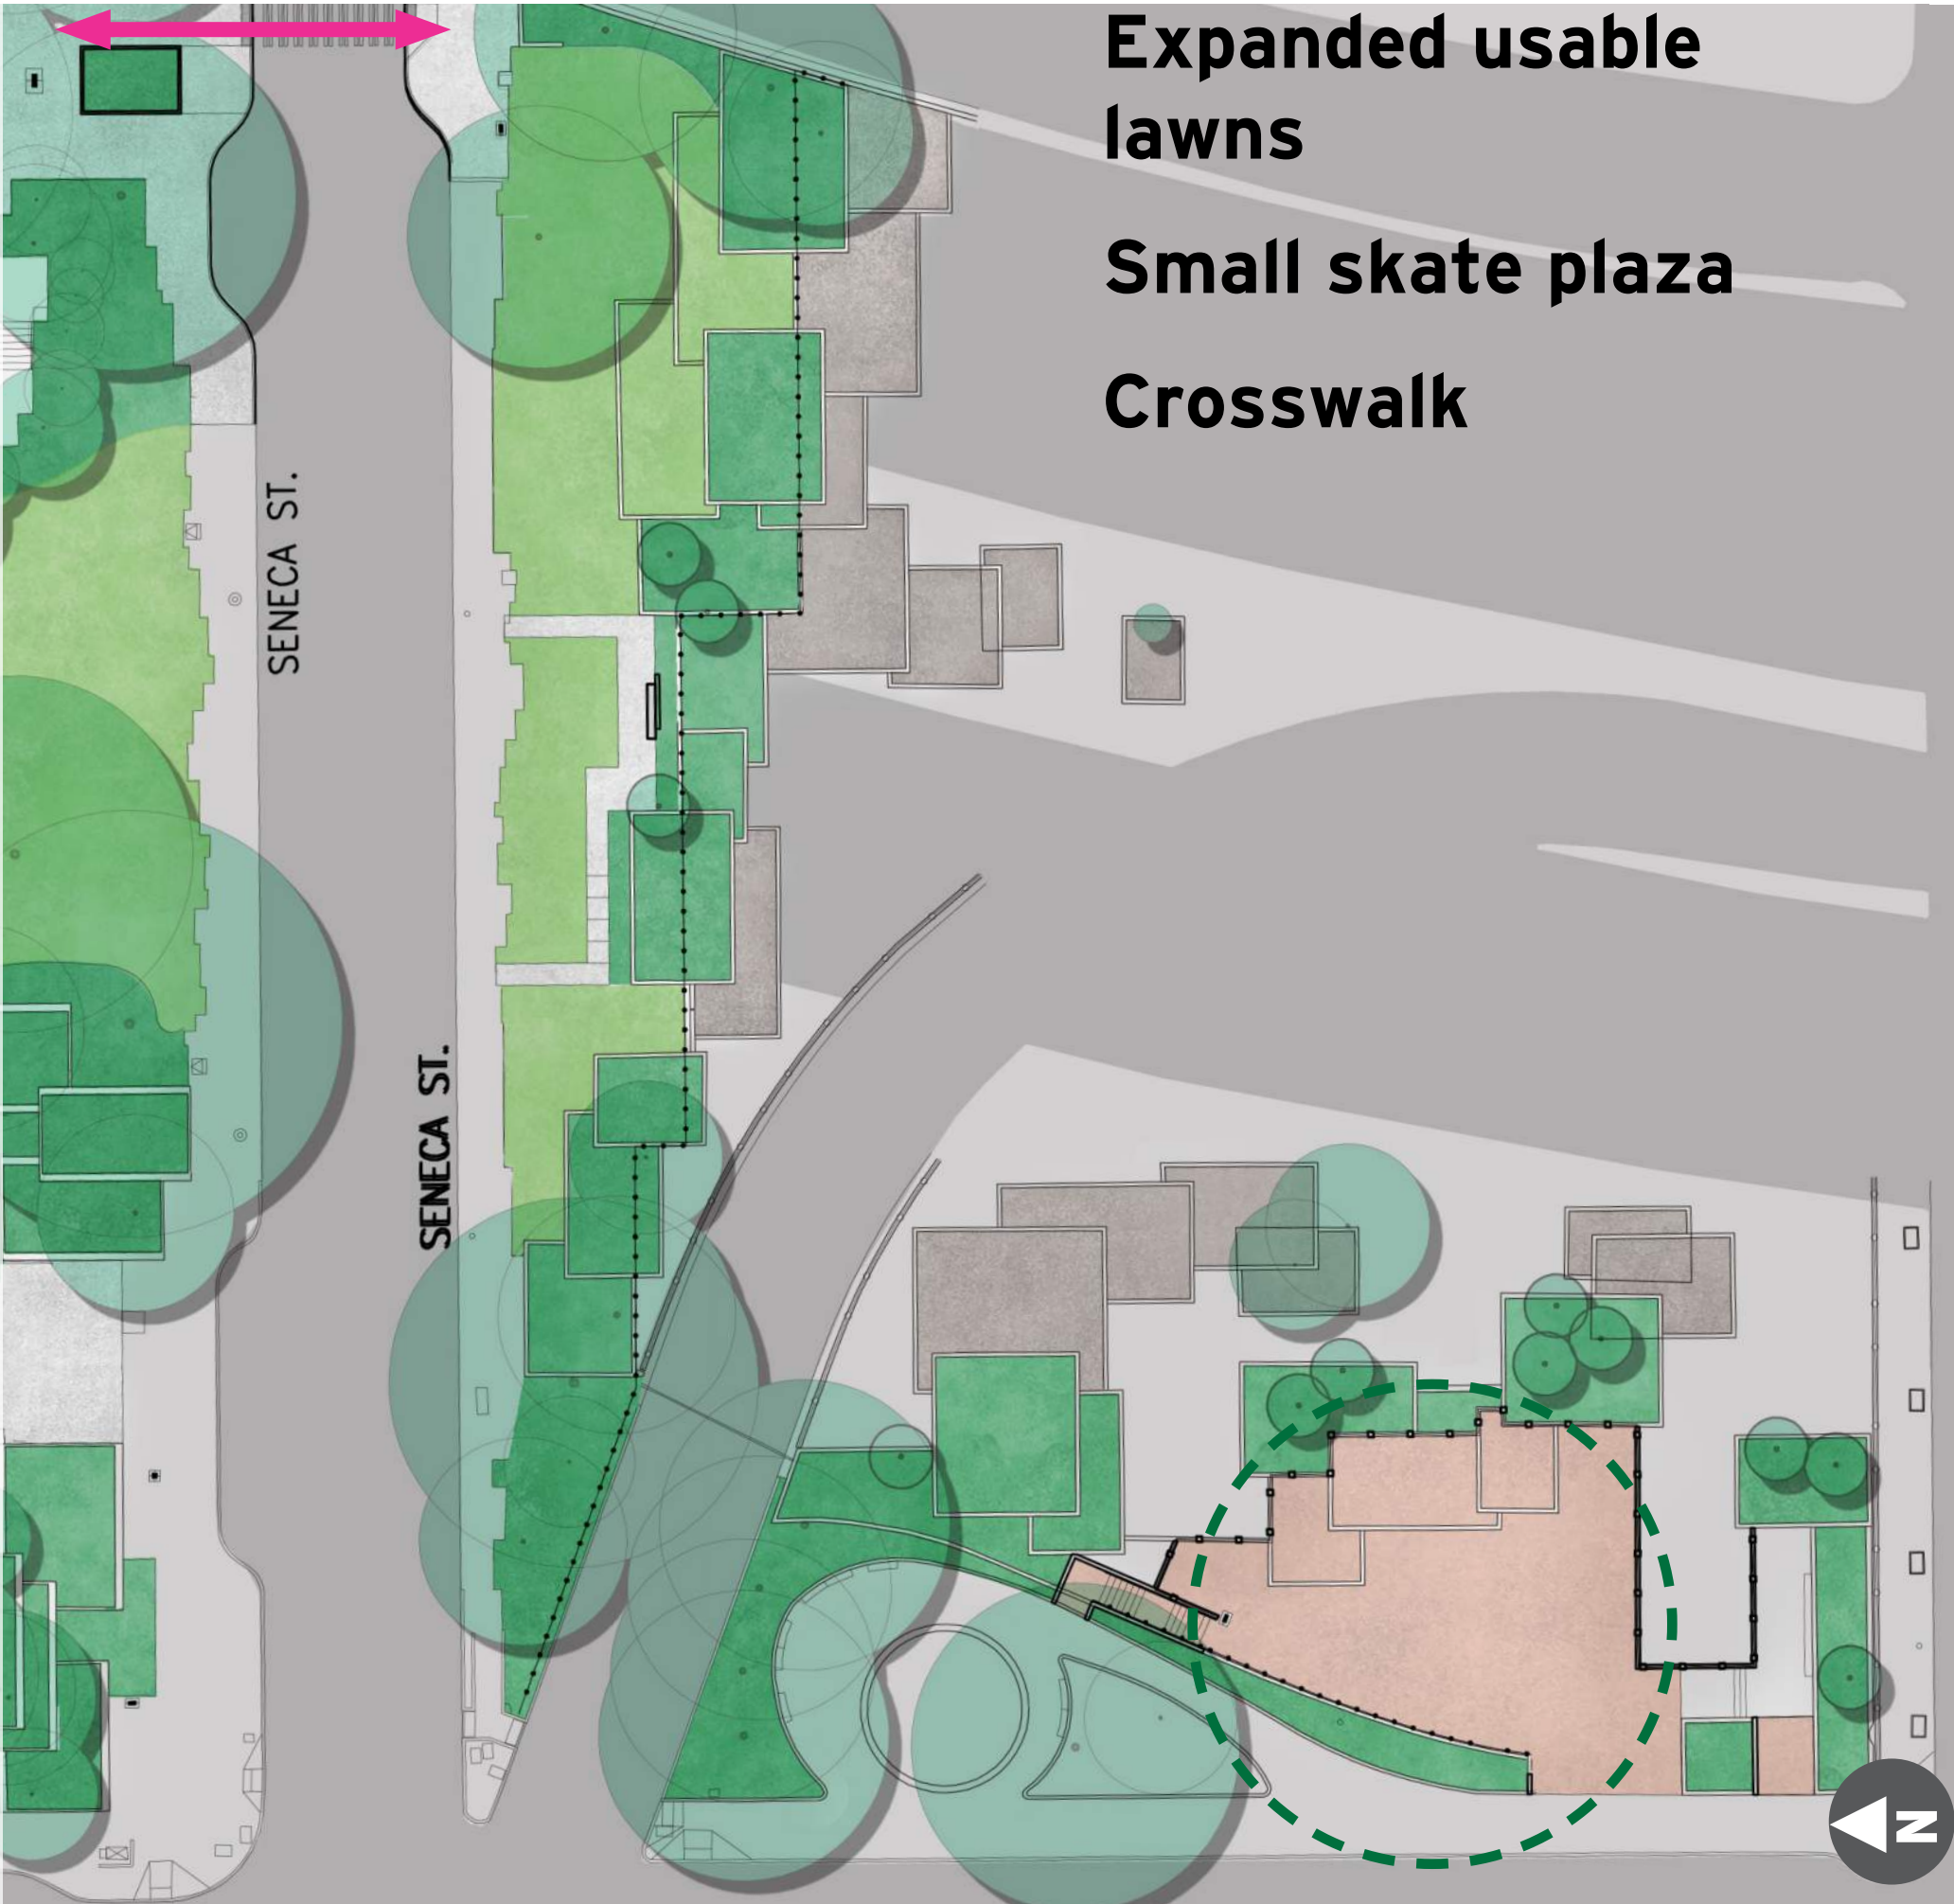 Expanded usable
lawns
Small skate plaza
Crosswalk
SENECA ST.
SENECA ST.
N